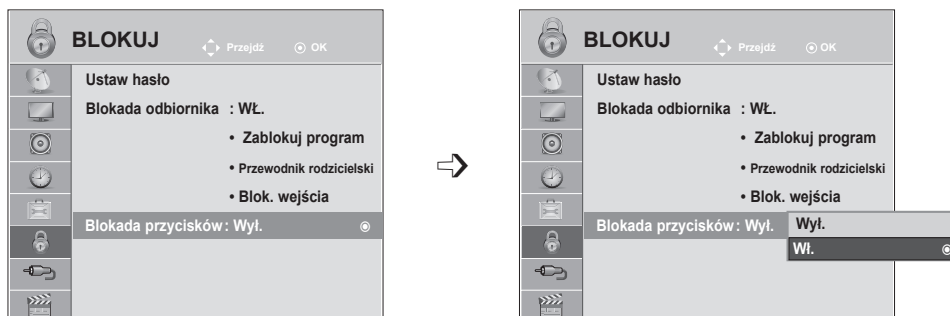 BLOKUJ Przejdź OK
Ustaw hasło
Blokada odbiornika : WŁ.
• Zablokuj program
• Przewodnik rodzicielski
• Blok. wejścia
Blokada przycisków : Wył.
BLOKUJ Przejdź OK
Ustaw hasło
Blokada odbiornika : WŁ.
• Zablokuj program
• Przewodnik rodzicielski
• Blok. wejścia
Blokada przycisków : Wył.
Wył.
Wł.